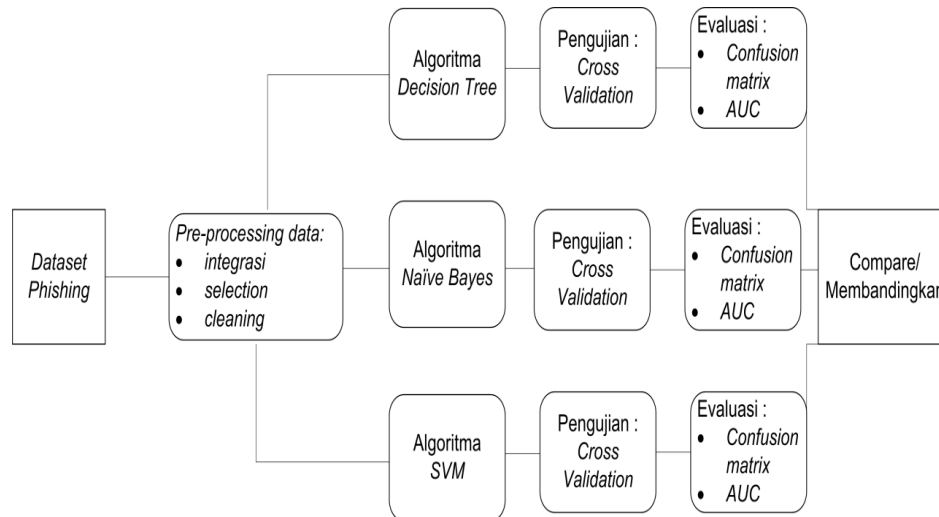 Dataset
Phishing
Pre-processing data:
• integrasi
• selection
• cleaning
Algoritma
Decision Tree
Pengujian :
Cross
Validation
Evaluasi :
• Confusion
matrix
• AUC
Algoritma
Naïve Bayes
Pengujian :
Cross
Validation
Evaluasi :
• Confusion
matrix
• AUC
Algoritma
SVM
Pengujian :
Cross
Validation
Evaluasi :
• Confusion
matrix
• AUC
Compare/
Membandingkan